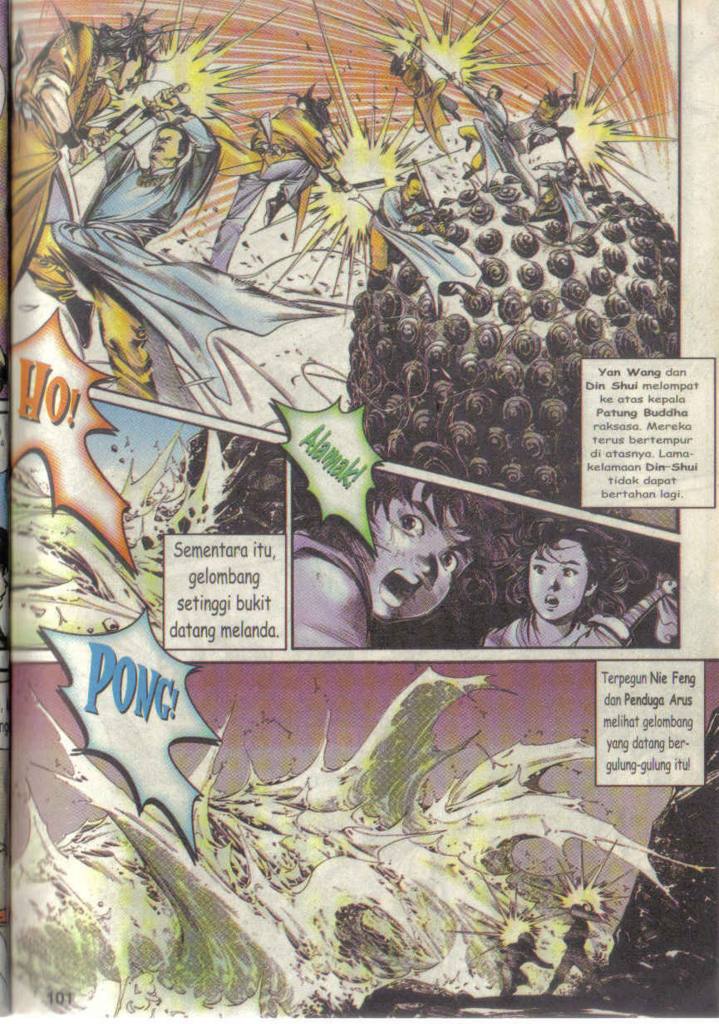 Yan Wang dan
Din Shui melompat
ke atas kepala
Patung Buddha
raksasa. Mereka
terus bertempur
di atasnya. Lama-
kelamaan Din-Shui
tidak dapat
bertahan lagi.
HO!
Alamak!
Sementara itu,
gelombang
setinggi bukit
datang melanda.
PONG!
Terpegun Nie Feng
dan Penduga Arus
melihat gelombang
yang datang ber-
gulung-gulung itu!
101